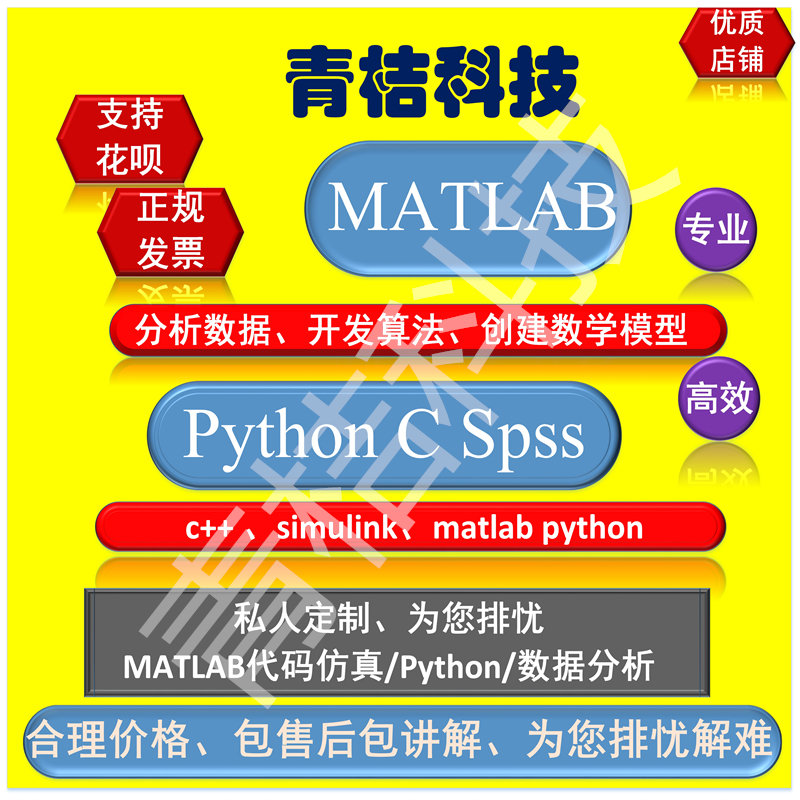 优质
店铺
青桔科技
支持
花呗
MATLAB
正规
发票
专业
分析数据、开发算法、创建数学模型
高效
Python C Spss
c++ 、simulink、matlab python
私人定制、为您排忧
MATLAB代码仿真/Python/数据分析
合理价格、包售后包讲解、为您排忧解难
青桔科技